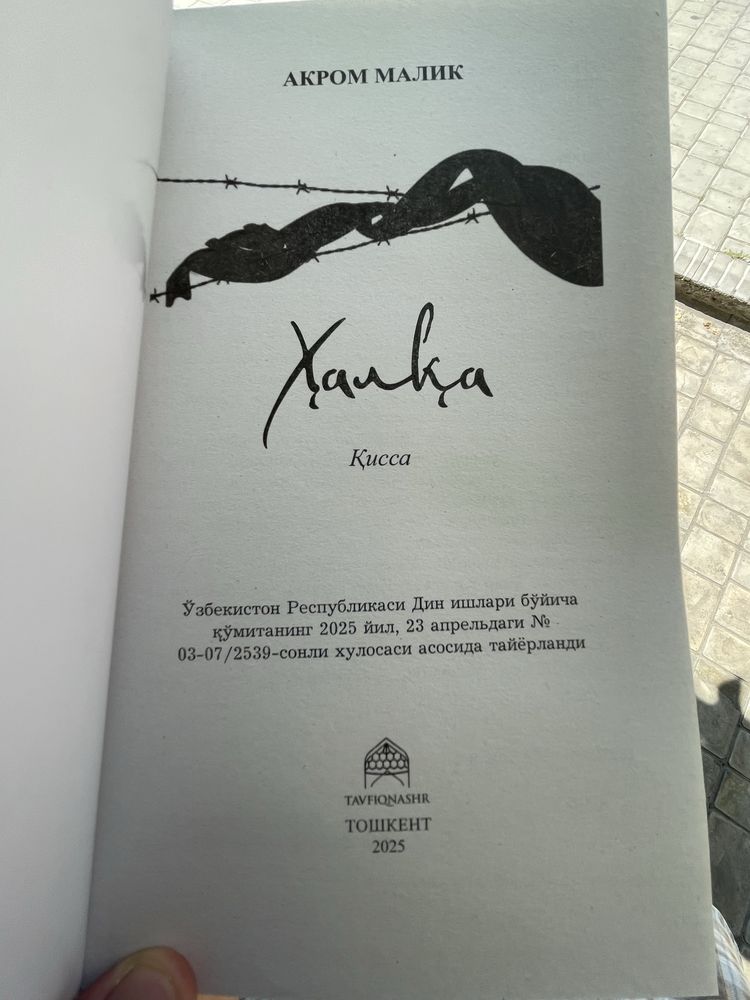 АКРОМ МАЛИК
Ҳалқа
Қисса
Ўзбекистон Республикаси Дин ишлари бўйича
қўмитанинг 2025 йил, 23 апрельдаги №
03-07/2539-сонли хулосаси асосида тайёрланди
TAVFIQNASHR
ТОШКЕНТ
2025